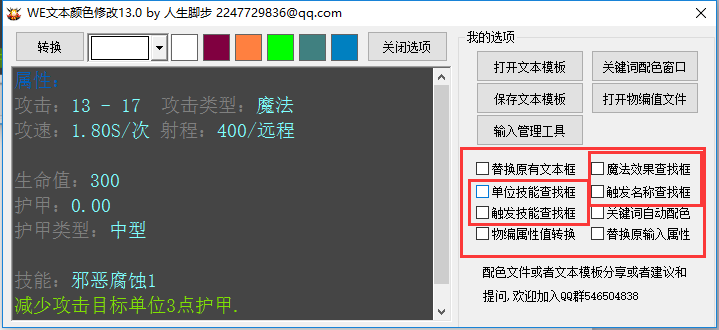 WE文本颜色修改13.0 by 人生脚步 2247729836@qq.com
转换
关闭选项
属性：
攻击：13 - 17 攻击类型：魔法
攻速：1.80S/次 射程：400/远程
生命值：300
护甲：0.00
护甲类型：中型
技能：邪恶腐蚀1
减少攻击目标单位3点护甲.
我的选项
打开文本模板 关键词配色窗口
保存文本模板 打开物编值文件
输入管理工具
替换原有文本框 魔法效果查找框
单位技能查找框 触发名称查找框
触发技能查找框 关键词自动配色
物编属性值转换 替换原输入属性
配色文件或者文本模板分享或者建议和
提问,欢迎加入QQ群546504838